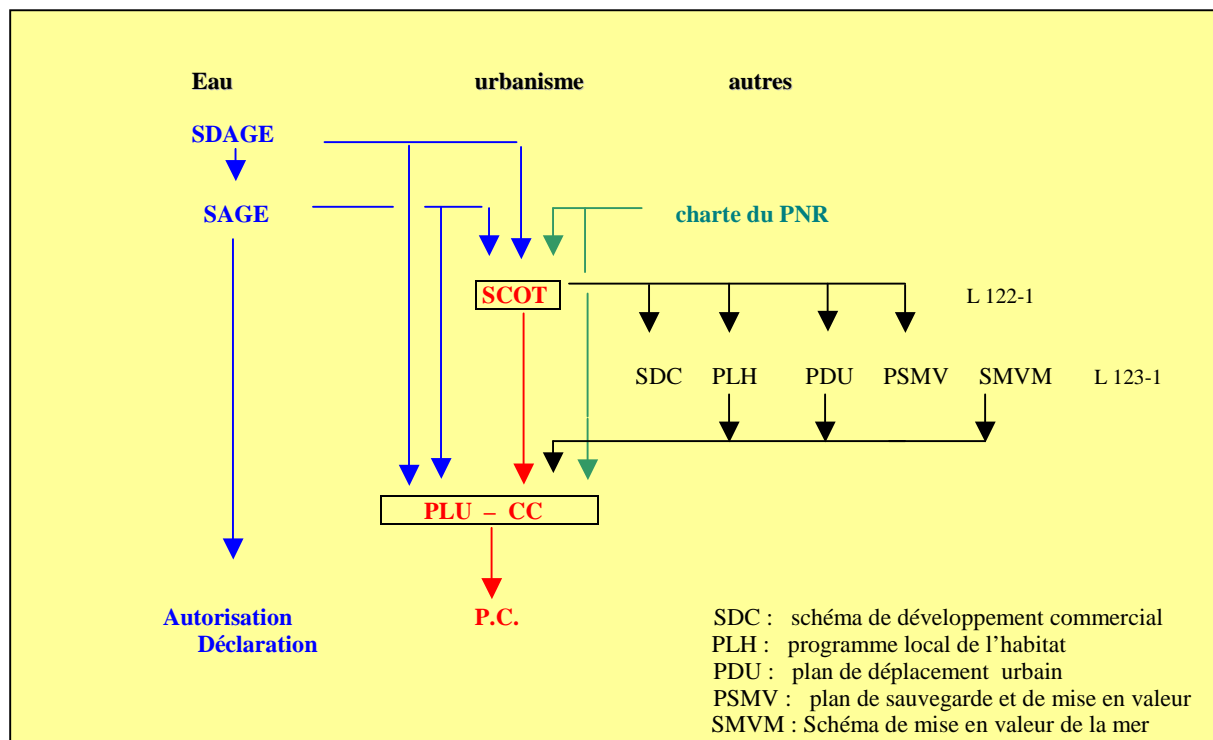 Eau urbanisme autres
SDAGE
SAGE charte du PNR
SCOT L 122-1
SDC PLH PDU PSMV SMVM L 123-1
PLU – CC
Autorisation P.C.
Déclaration
SDC : schéma de développement commercial
PLH : programme local de l’habitat
PDU : plan de déplacement urbain
PSMV : plan de sauvegarde et de mise en valeur
SMVM : Schéma de mise en valeur de la mer